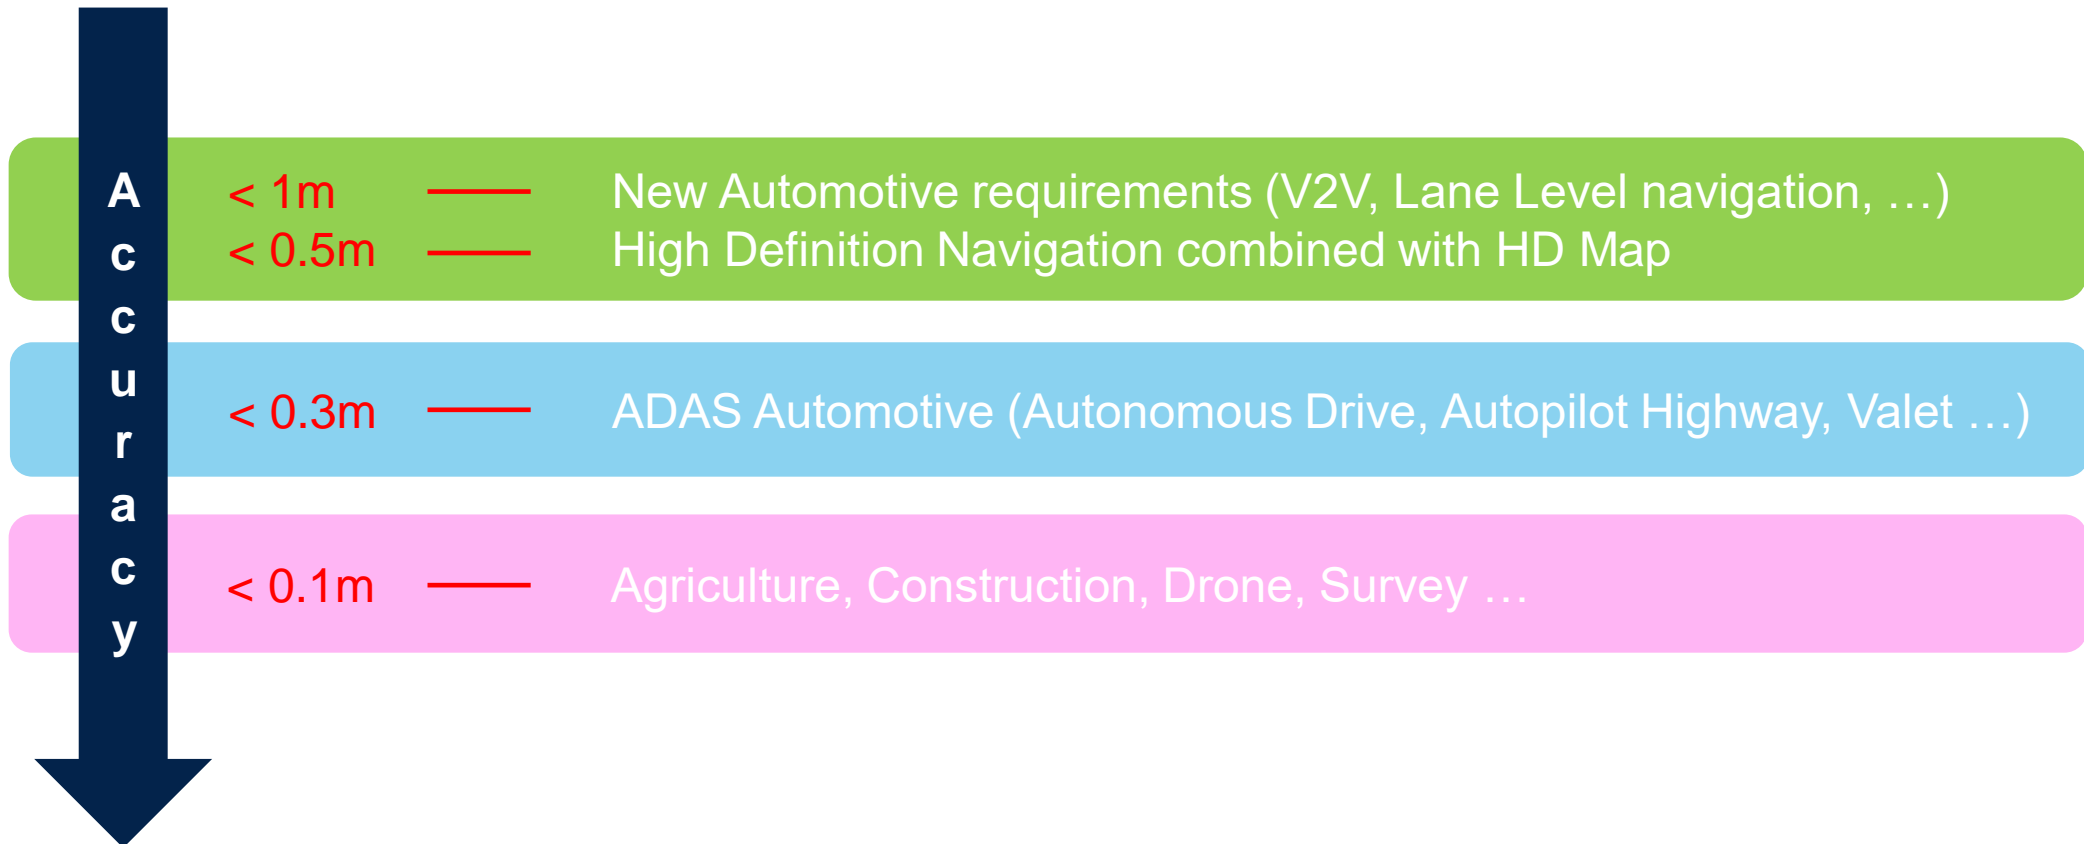 Accuracy
< 1m New Automotive requirements (V2V, Lane Level navigation, …)
< 0.5m High Definition Navigation combined with HD Map
< 0.3m ADAS Automotive (Autonomous Drive, Autopilot Highway, Valet …)
< 0.1m Agriculture, Construction, Drone, Survey …